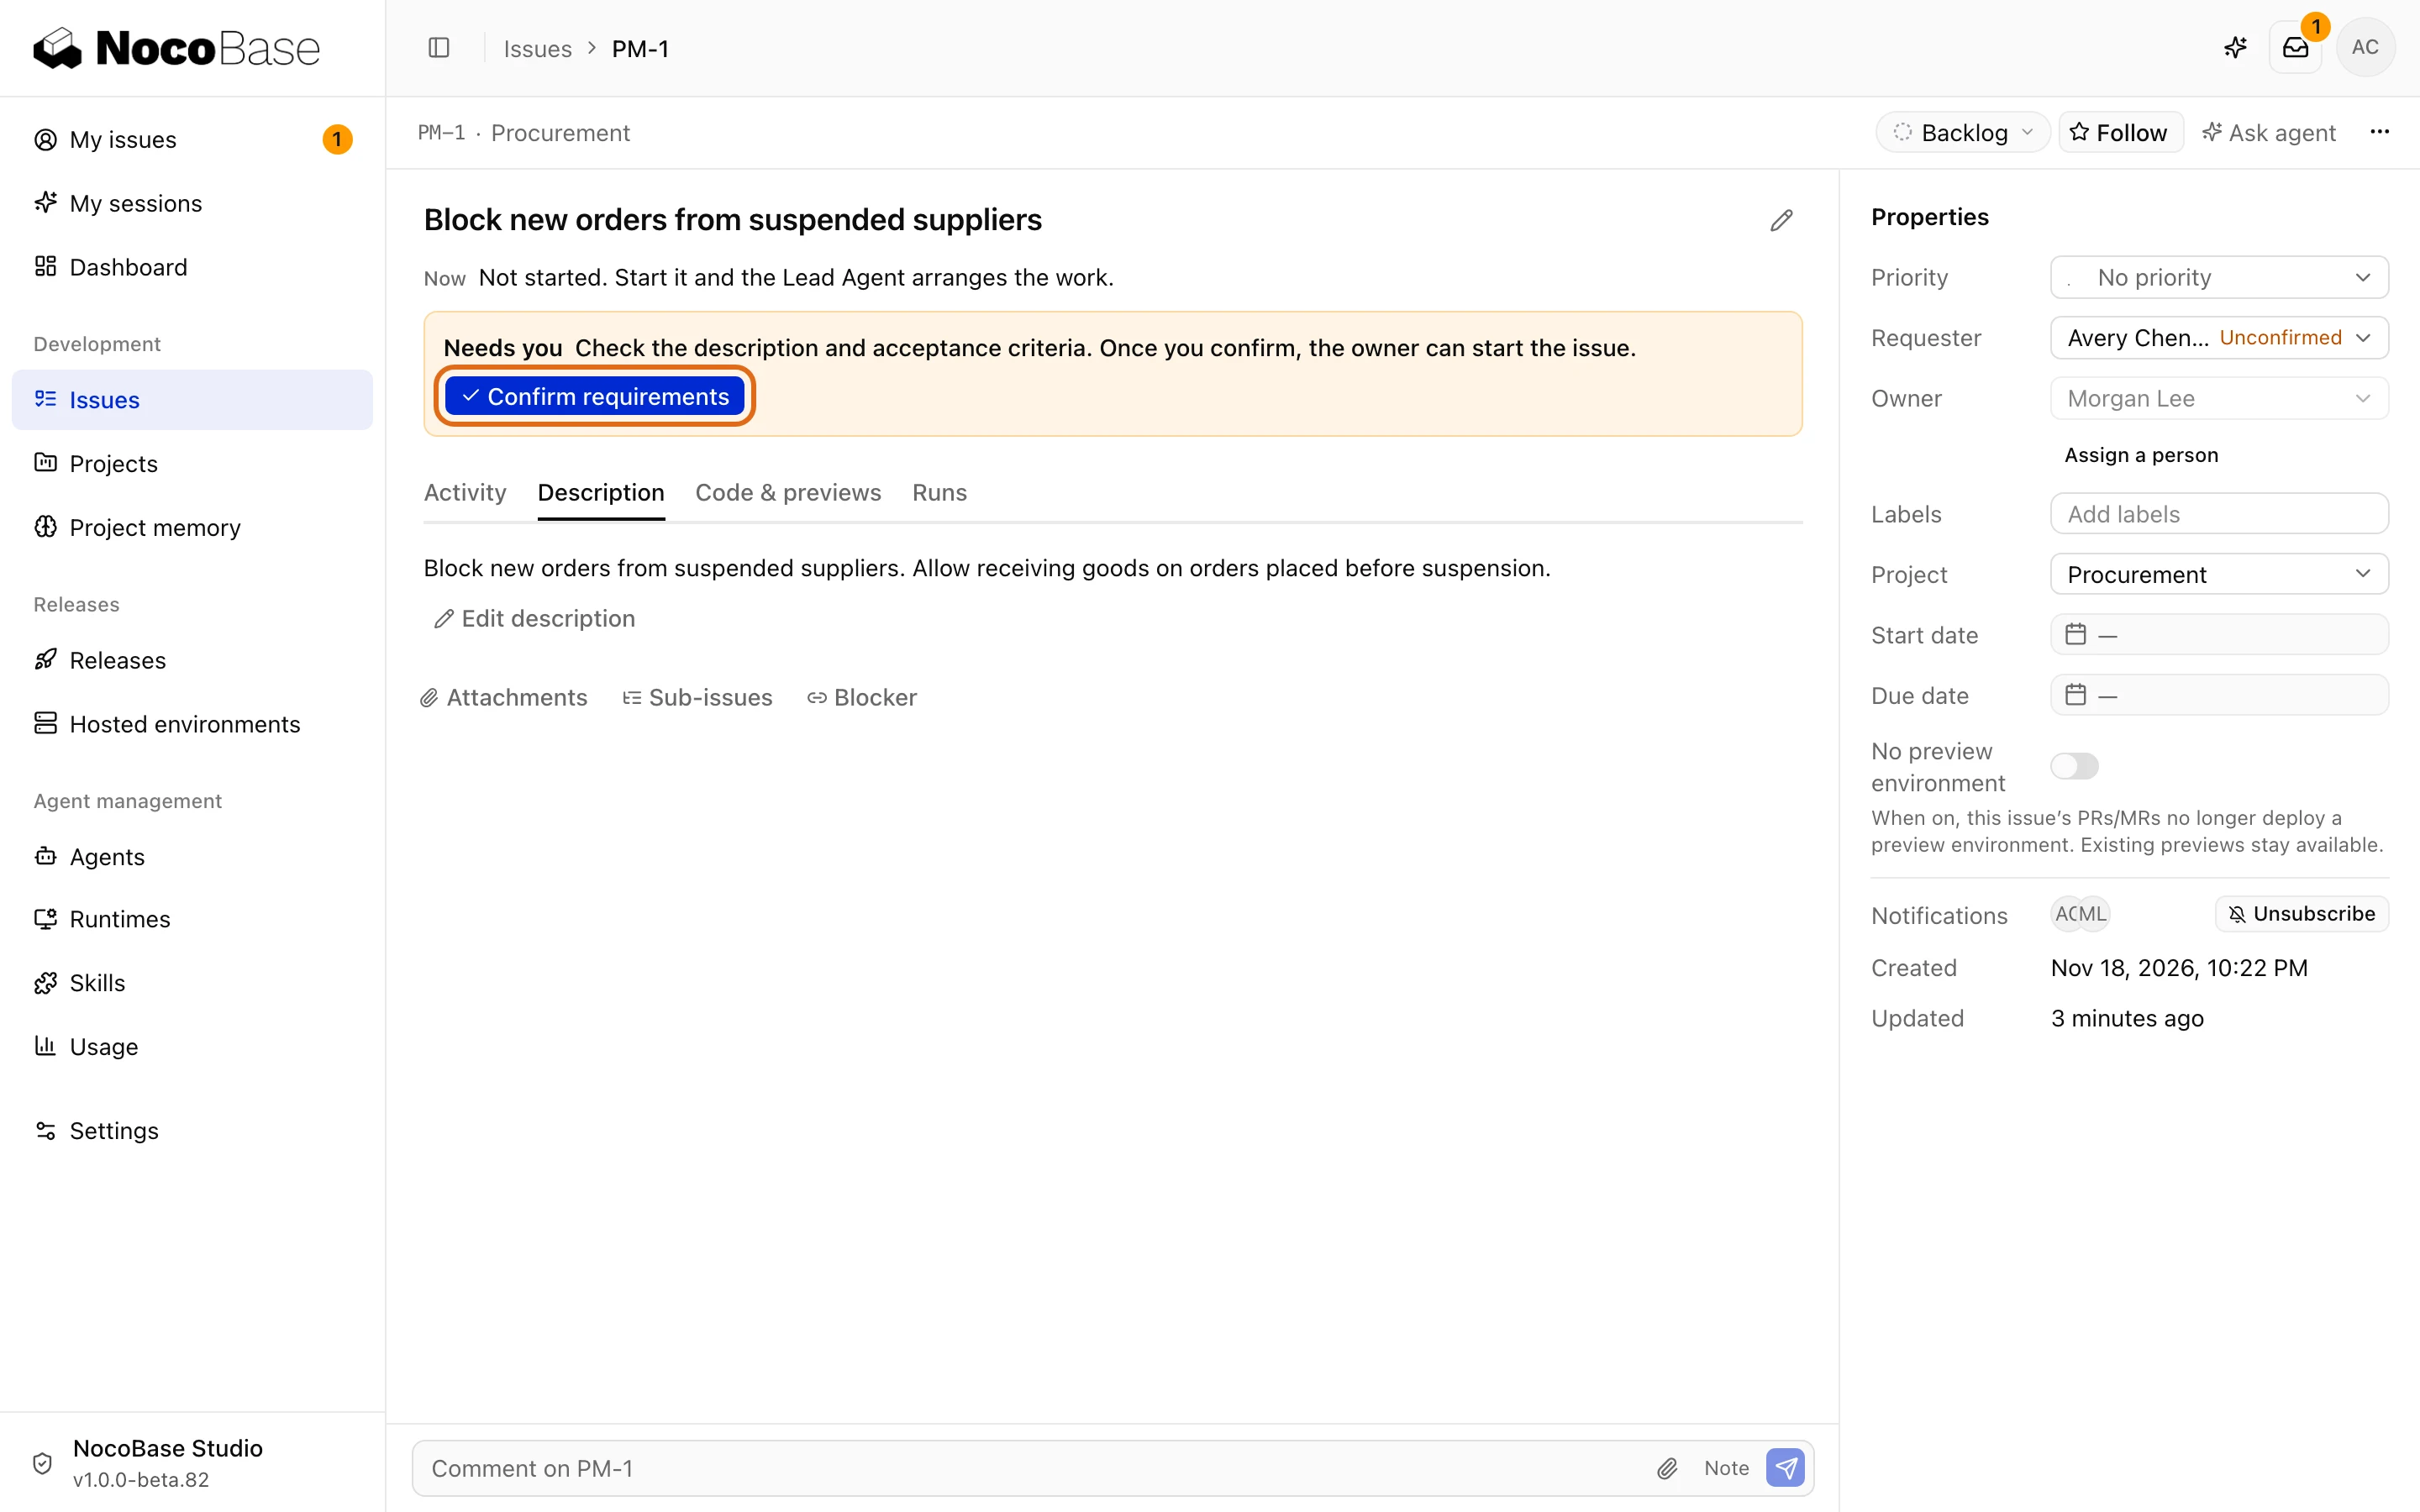 NocoBase
Issues > PM-1
1
AC
My issues
1
My sessions
Dashboard
Development
Issues
Projects
Project memory
Releases
Releases
Hosted environments
Agent management
Agents
Runtimes
Skills
Usage
Settings
NocoBase Studio
v1.0.0-beta.82
PM-1 · Procurement
Backlog
Follow
Ask agent
Block new orders from suspended suppliers
Now Not started. Start it and the Lead Agent arranges the work.
Needs you Check the description and acceptance criteria. Once you confirm, the owner can start the issue.
Confirm requirements
Activity Description Code & previews Runs
Block new orders from suspended suppliers. Allow receiving goods on orders placed before suspension.
Edit description
Attachments Sub-issues Blocker
Comment on PM-1
Note
Properties
Priority No priority
Requester Avery Chen... Unconfirmed
Owner Morgan Lee
Assign a person
Labels Add labels
Project Procurement
Start date —
Due date —
No preview
environment
When on, this issue's PRs/MRs no longer deploy a
preview environment. Existing previews stay available.
Notifications AC ML Unsubscribe
Created Nov 18, 2026, 10:22 PM
Updated 3 minutes ago